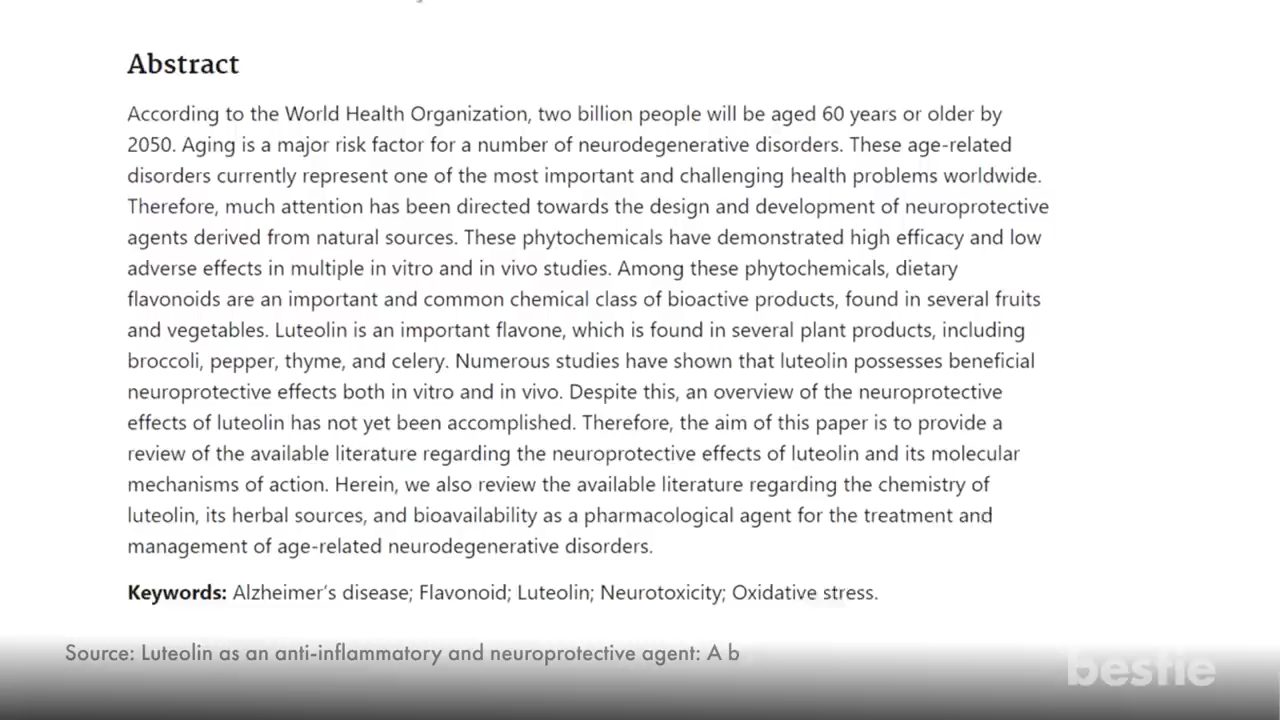 Abstract
According to the World Health Organization, two billion people will be aged 60 years or older by
2050. Aging is a major risk factor for a number of neurodegenerative disorders. These age-related
disorders currently represent one of the most important and challenging health problems worldwide.
Therefore, much attention has been directed towards the design and development of neuroprotective
agents derived from natural sources. These phytochemicals have demonstrated high efficacy and low
adverse effects in multiple in vitro and in vivo studies. Among these phytochemicals, dietary
flavonoids are an important and common chemical class of bioactive products, found in several fruits
and vegetables. Luteolin is an important flavone, which is found in several plant products, including
broccoli, pepper, thyme, and celery. Numerous studies have shown that luteolin possesses beneficial
neuroprotective effects both in vitro and in vivo. Despite this, an overview of the neuroprotective
effects of luteolin has not yet been accomplished. Therefore, the aim of this paper is to provide a
review of the available literature regarding the neuroprotective effects of luteolin and its molecular
mechanisms of action. Herein, we also review the available literature regarding the chemistry of
luteolin, its herbal sources, and bioavailability as a pharmacological agent for the treatment and
management of age-related neurodegenerative disorders.
Keywords: Alzheimer's disease; Flavonoid; Luteolin; Neurotoxicity; Oxidative stress.
Source: Luteolin as an anti-inflammatory and neuroprotective agent: A b
bestie